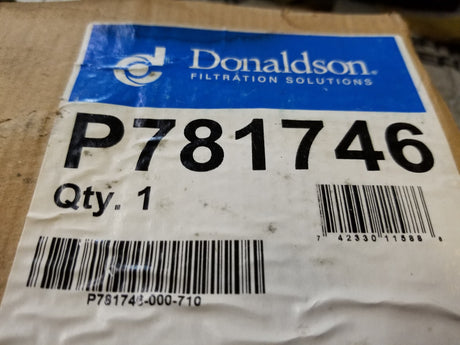 Donaldson®
FILTRATION SOLUTIONS
P781746
Qty. 1
7 42330 11588 8
P781746-000-710